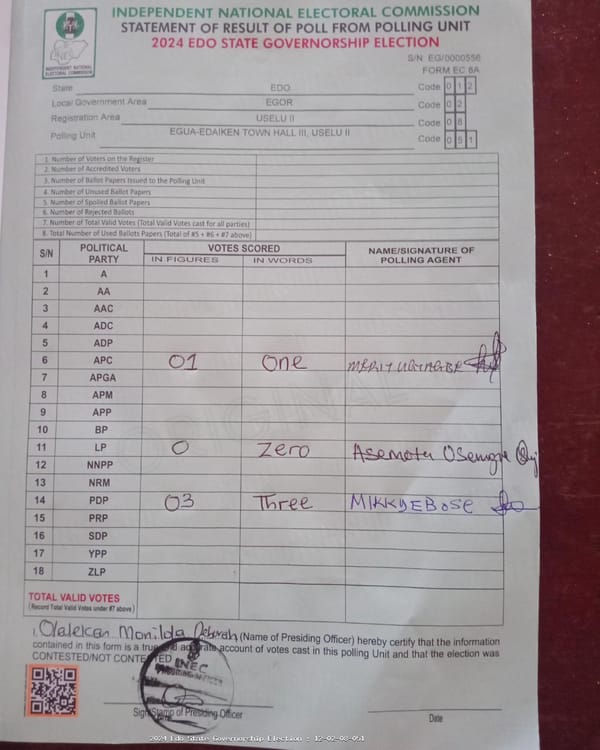 INDEPENDENT NATIONAL ELECTORAL COMMISSION
STATEMENT OF RESULT OF POLL FROM POLLING UNIT
2024 EDO STATE GOVERNORSHIP ELECTION
INDEPENDENT NATIONAL ELECTORAL COMMISSION
S/N EG/0000556
FORM EC 8A
State EDO Code 0 1 2
Local Government Area EGOR Code 0 2
Registration Area USELU II Code 0 8
Polling Unit EGUA-EDAIKEN TOWN HALL III, USELU II Code 0 5 1
1. Number of Voters on the Register
2. Number of Accredited Voters
3. Number of Ballot Papers Issued to the Polling Unit
4. Number of Unused Ballot Papers
5. Number of Spoiled Ballot Papers
6. Number of Rejected Ballots
7. Number of Total Valid Votes (Total Valid Votes cast for all parties)
8. Total Number of Used Ballots Papers (Total of #5 + #6 + #7 above)
S/N POLITICAL PARTY VOTES SCORED NAME/SIGNATURE OF POLLING AGENT
IN FIGURES IN WORDS
1 A
2 AA
3 AAC
4 ADC
5 ADP
6 APC 01 One
7 APGA
8 APM
9 APP
10 BP
11 LP 0 Zero Asemota
12 NNPP
13 NRM
14 PDP 03 Three MIKKYEBOSE
15 PRP
16 SDP
17 YPP
18 ZLP
TOTAL VALID VOTES
(Record Total Valid Votes under #7 above)
I, Olalekan Deborah (Name of Presiding Officer) hereby certify that the information
contained in this form is a true and accurate account of votes cast in this polling Unit and that the election was
CONTESTED/NOT CONTESTED
INEC
PRESIDING OFFICER
Sign/Stamp of Presiding Officer
Date
2024 Edo State Governorship Election : 12-02-08-051